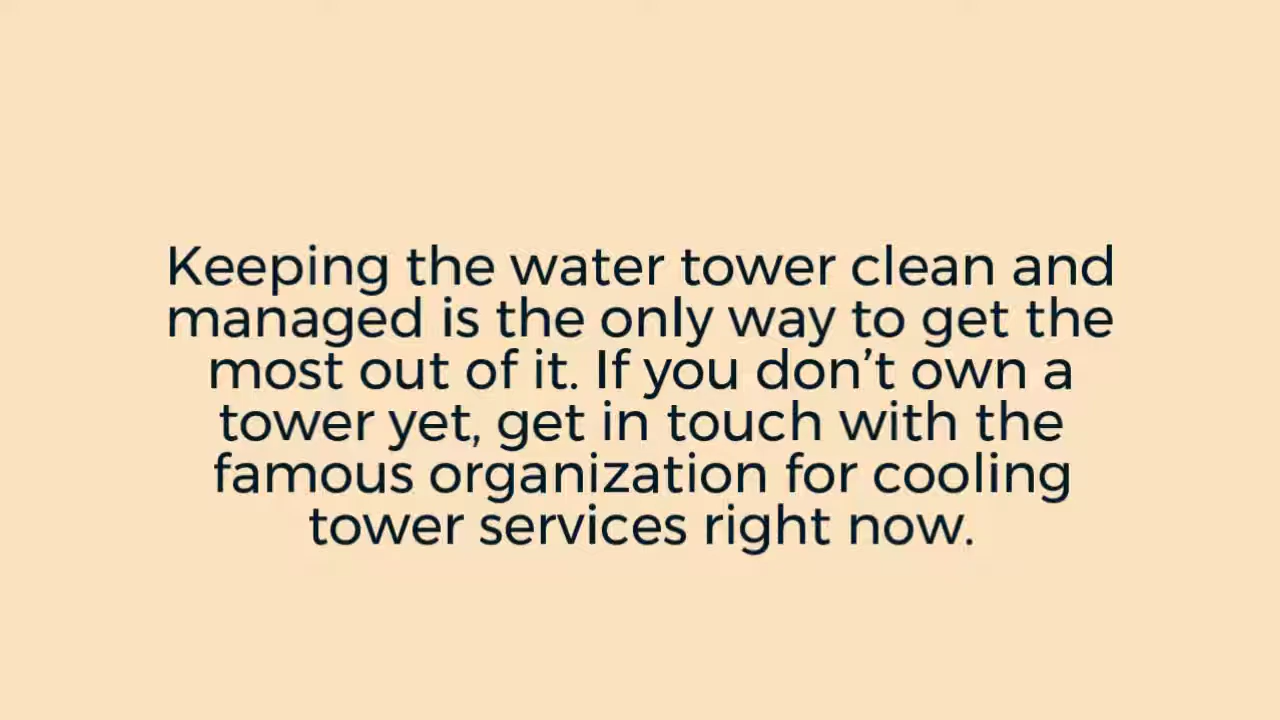 Keeping the water tower clean and
managed is the only way to get the
most out of it. If you don’t own a
tower yet, get in touch with the
famous organization for cooling
tower services right now.